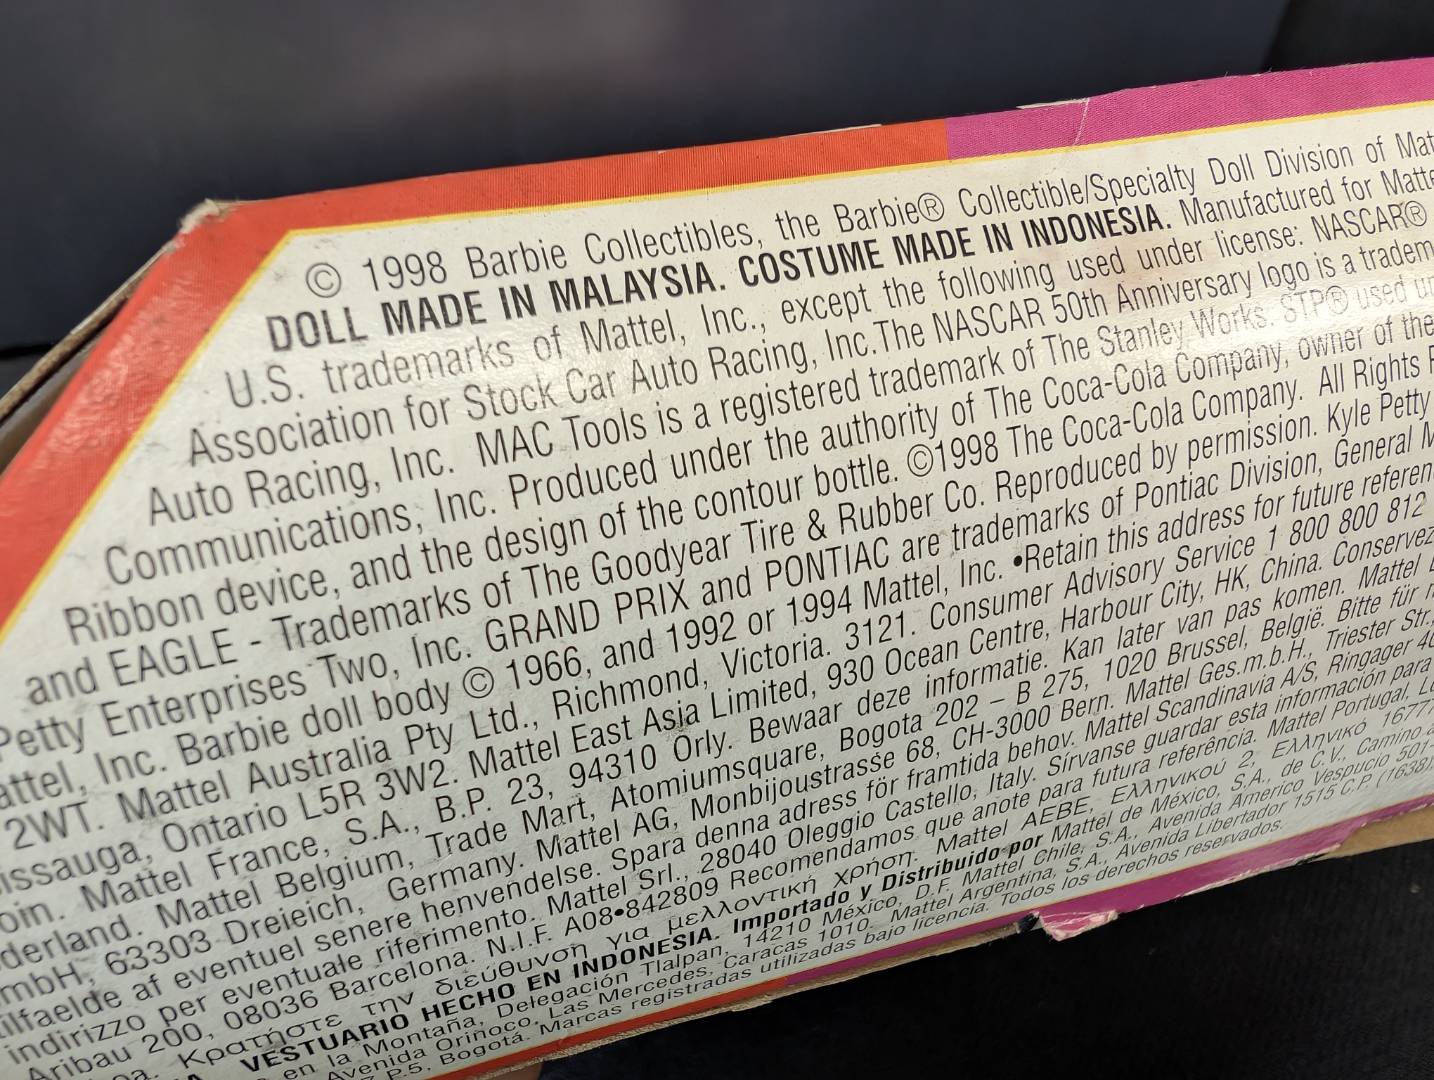 © 1998 Barbie Collectibles, the Barbie® Collectible/Specialty Doll Division of
DOLL MADE IN MALAYSIA. COSTUME MADE IN INDONESIA. Manufactured for
U.S. trademarks of Mattel, Inc., except the following used under license: NASCAR®
Association for Stock Car Auto Racing, Inc.The NASCAR 50th Anniversary logo is a
Auto Racing, Inc. MAC Tools is a registered trademark of The Stanley Works. STP® used
Communications, Inc. Produced under the authority of The Coca-Cola Company, owner of the
Ribbon device, and the design of the contour bottle. ©1998 The Coca-Cola Company. All Rights
and EAGLE - Trademarks of The Goodyear Tire & Rubber Co. Reproduced by permission. Kyle Petty
Petty Enterprises Two, Inc. GRAND PRIX and PONTIAC are trademarks of Pontiac Division, General
Inc. Barbie doll body © 1966, and 1992 or 1994 Mattel, Inc. •Retain this address for future
2WT. Mattel Australia Pty Ltd., Richmond, Victoria. 3121. Consumer Advisory Service 1 800 800 812
Ontario L5R 3W2. Mattel East Asia Limited, 930 Ocean Centre, Harbour City, HK, China. Conservez
Mattel France, S.A., B.P. 23, 94310 Orly. Bewaar deze informatie. Kan later van pas komen. Mattel
Mattel Belgium, Trade Mart, Atomiumsquare, Bogota 202 – B 275, 1020 Brussel, België. Bitte für
63303 Dreieich, Germany. Mattel AG, Monbijoustrasse 68, CH-3000 Bern. Mattel Ges.m.b.H., Triester Str.,
af eventuel senere henvendelse. Spara denna adress för framtida behov. Mattel Scandinavia A/S, Ringager
indirizzo per eventuale riferimento. Mattel Srl., 28040 Oleggio Castello, Italy. Sírvanse guardar esta información para
Aribau 200, 08036 Barcelona. N.I.F. A08•842809 Recomendamos que anote para futura referência. Mattel Portugal,
Κρατήστε την διεύθυνση για μελλοντική χρήση. Mattel AEBE, Ελληνικού 2, Ελληνικό
VESTUARIO HECHO EN INDONESIA. Importado y Distribuido por Mattel de México, S.A., de C.V., Camino
en la Montaña, Delegación Tlalpan, 14210 México, D.F. Mattel Chile, S.A., Avenida Americo Vespucio
Avenida Orinoco, Las Mercedes, Caracas 1010. Mattel Argentina, S.A., Avenida Libertador 1515 C.P. (1638)
P.5, Bogotá. Marcas registradas utilizadas bajo licencia. Todos los derechos reservados.